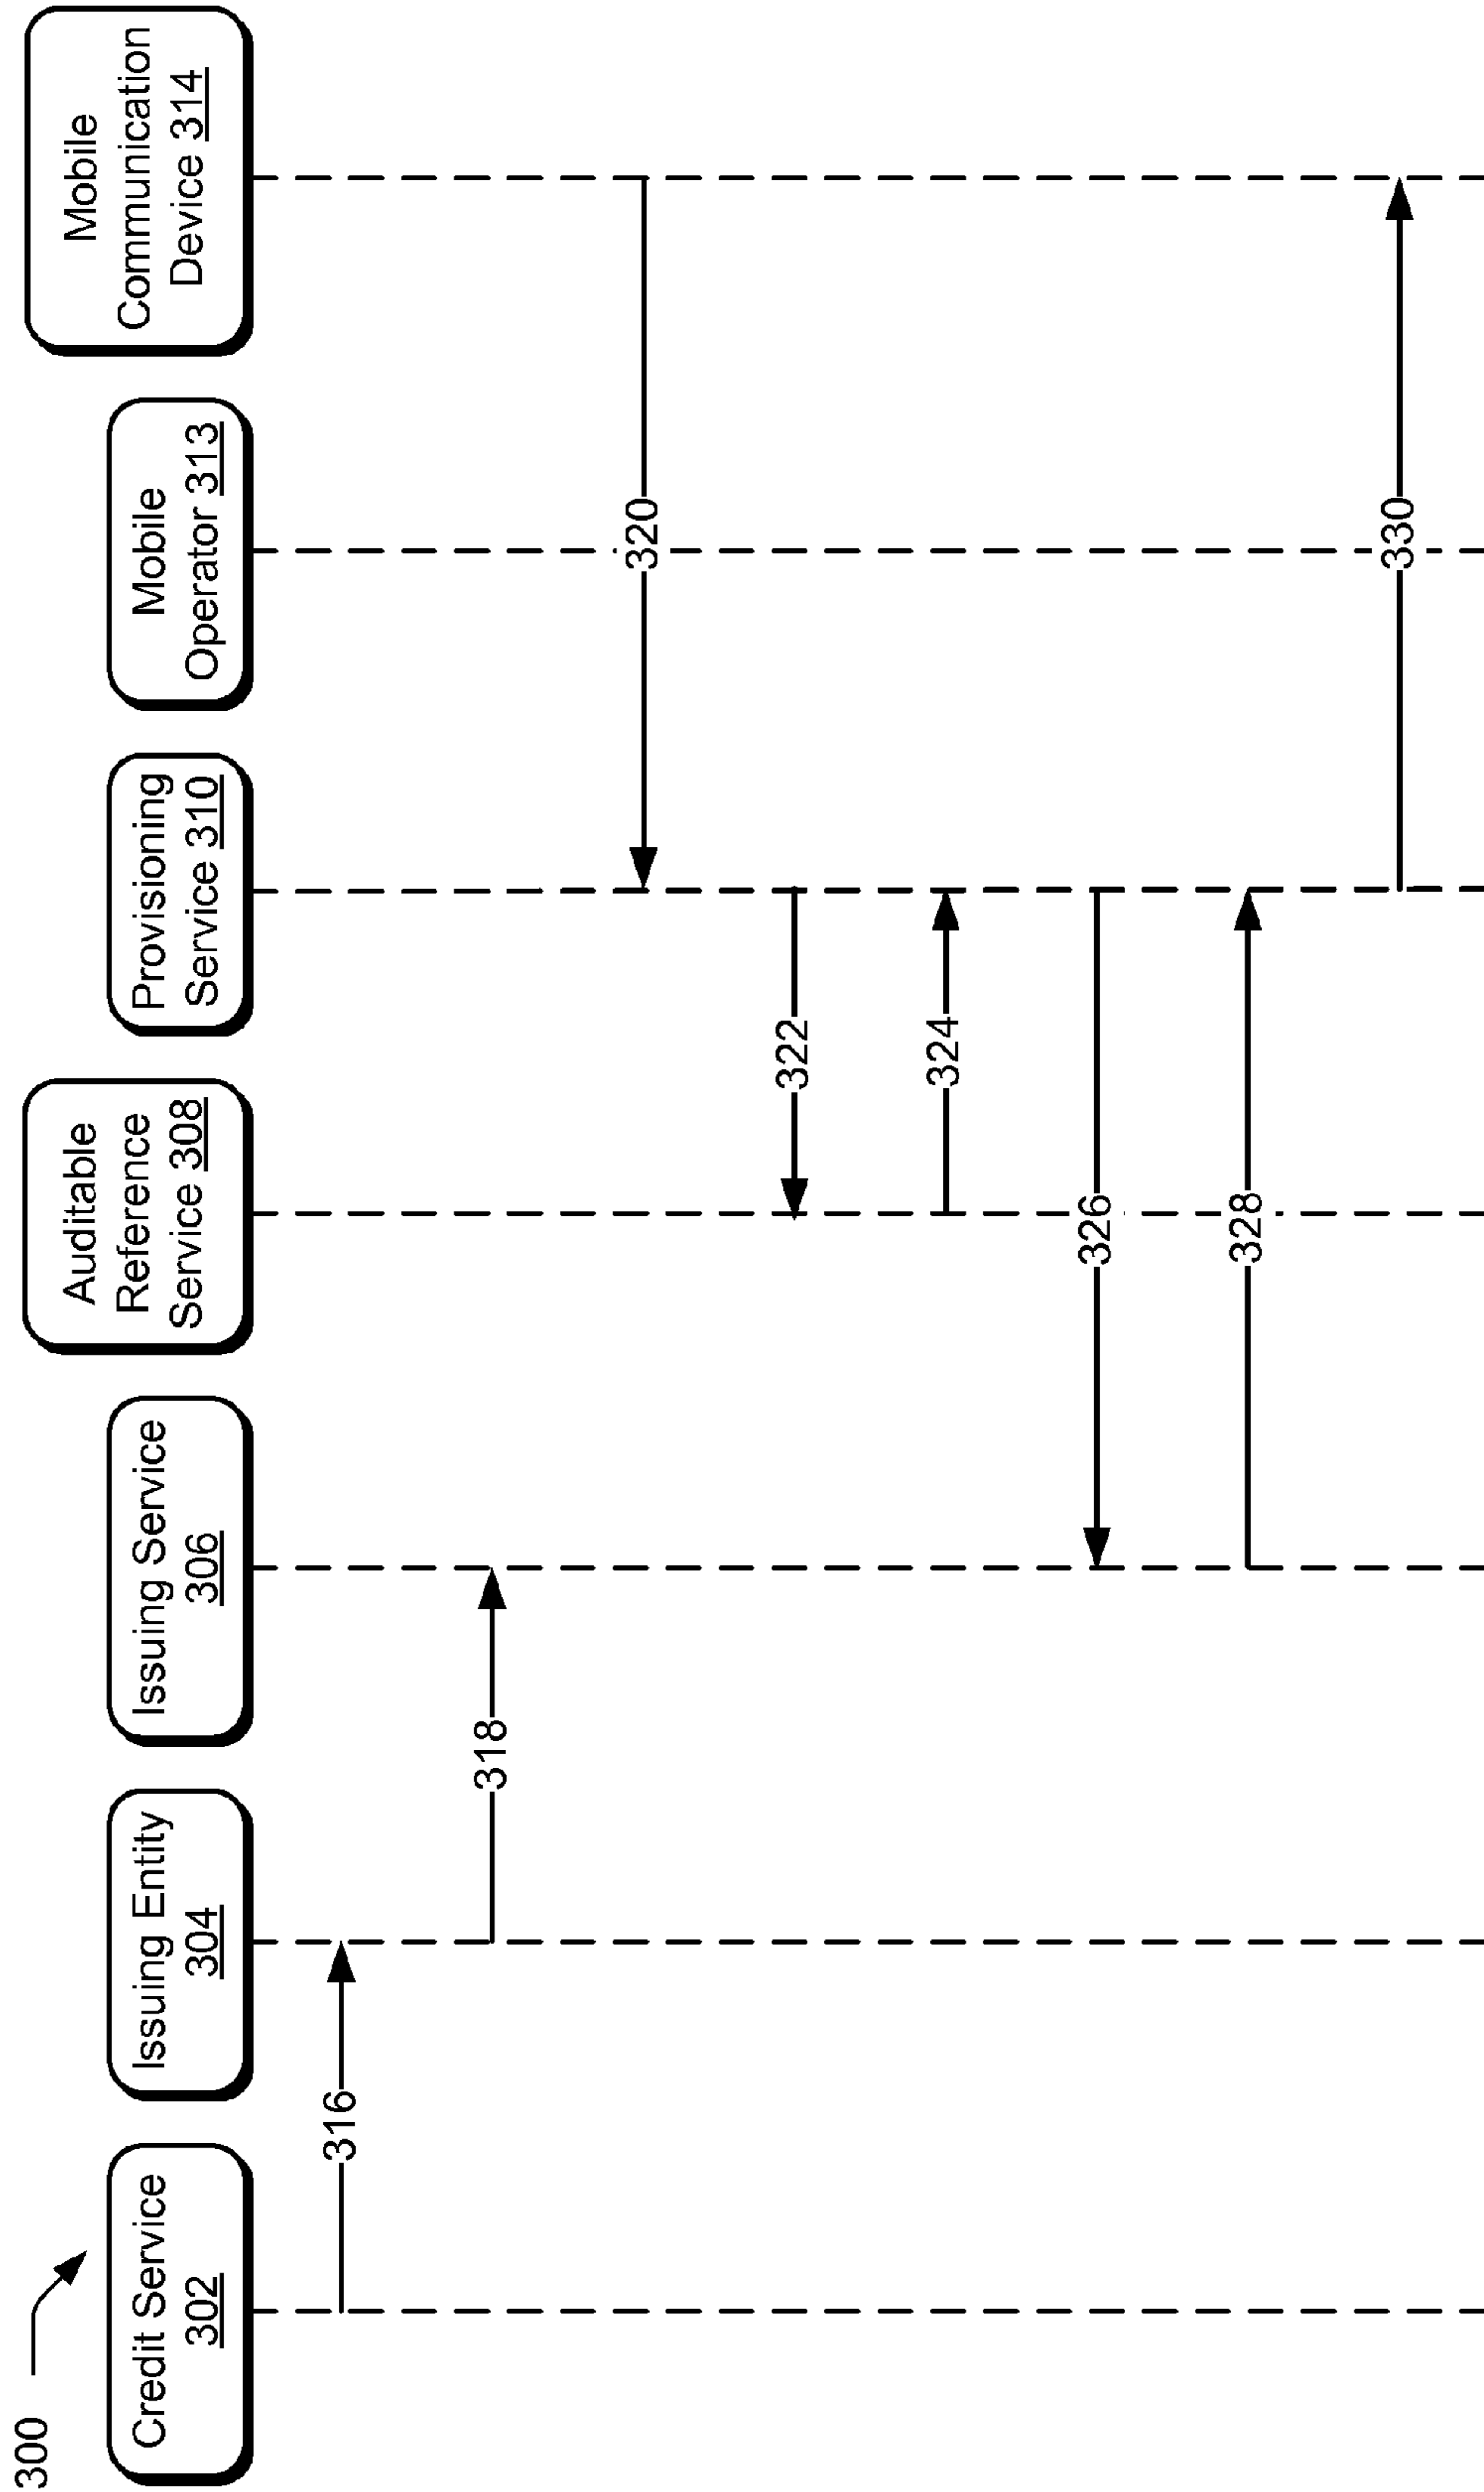 300
Credit Service
302
Issuing Entity
304
Issuing Service
306
Auditable
Reference
Service 308
Provisioning
Service 310
Mobile
Operator 313
Mobile
Communication
Device 314
316
318
320
322
324
326
328
330